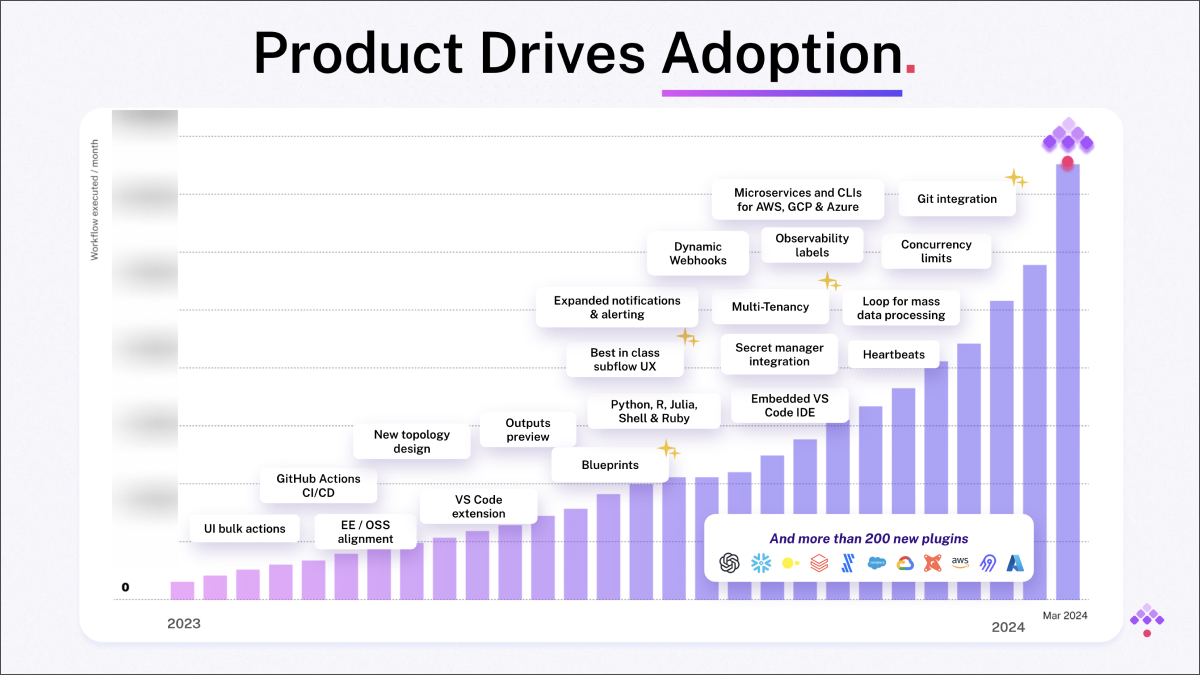 Product Drives Adoption.
Workflow executed / month
Microservices and CLIs
for AWS, GCP & Azure
Git integration
Dynamic
Webhooks
Observability
labels
Concurrency
limits
Expanded notifications
& alerting
Multi-Tenancy
Loop for mass
data processing
Best in class
subflow UX
Secret manager
integration
Heartbeats
Python, R, Julia,
Shell & Ruby
Embedded VS
Code IDE
New topology
design
Outputs
preview
Blueprints
GitHub Actions
CI/CD
VS Code
extension
UI bulk actions
EE / OSS
alignment
And more than 200 new plugins
aws
0
2023
2024
Mar 2024